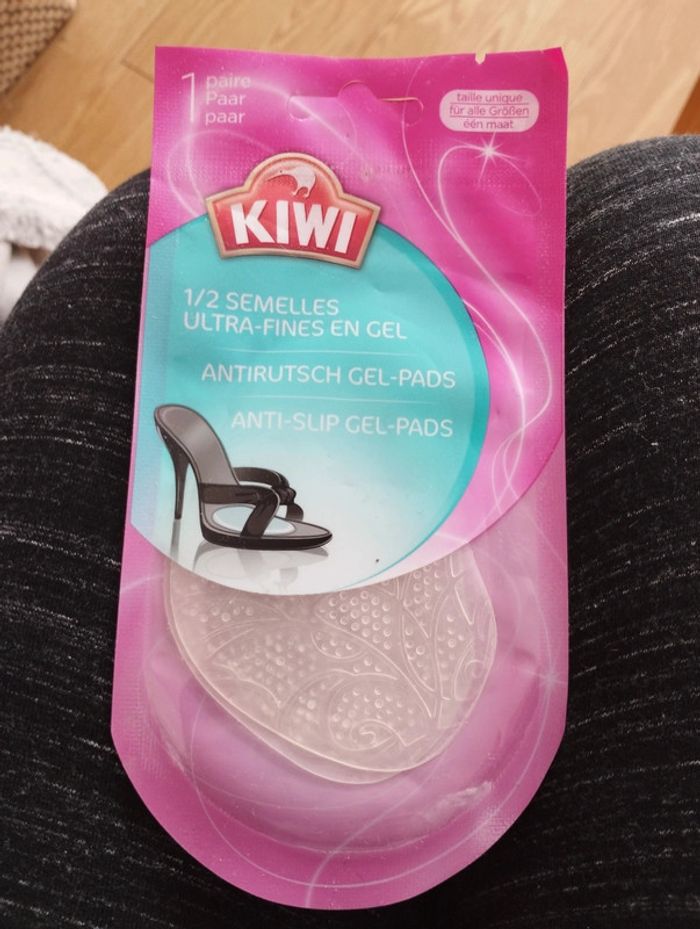 1 paire
Paar
paar
taille unique
für alle Größen
één maat
KIWI
1/2 SEMELLES
ULTRA-FINES EN GEL
ANTIRUTSCH GEL-PADS
ANTI-SLIP GEL-PADS